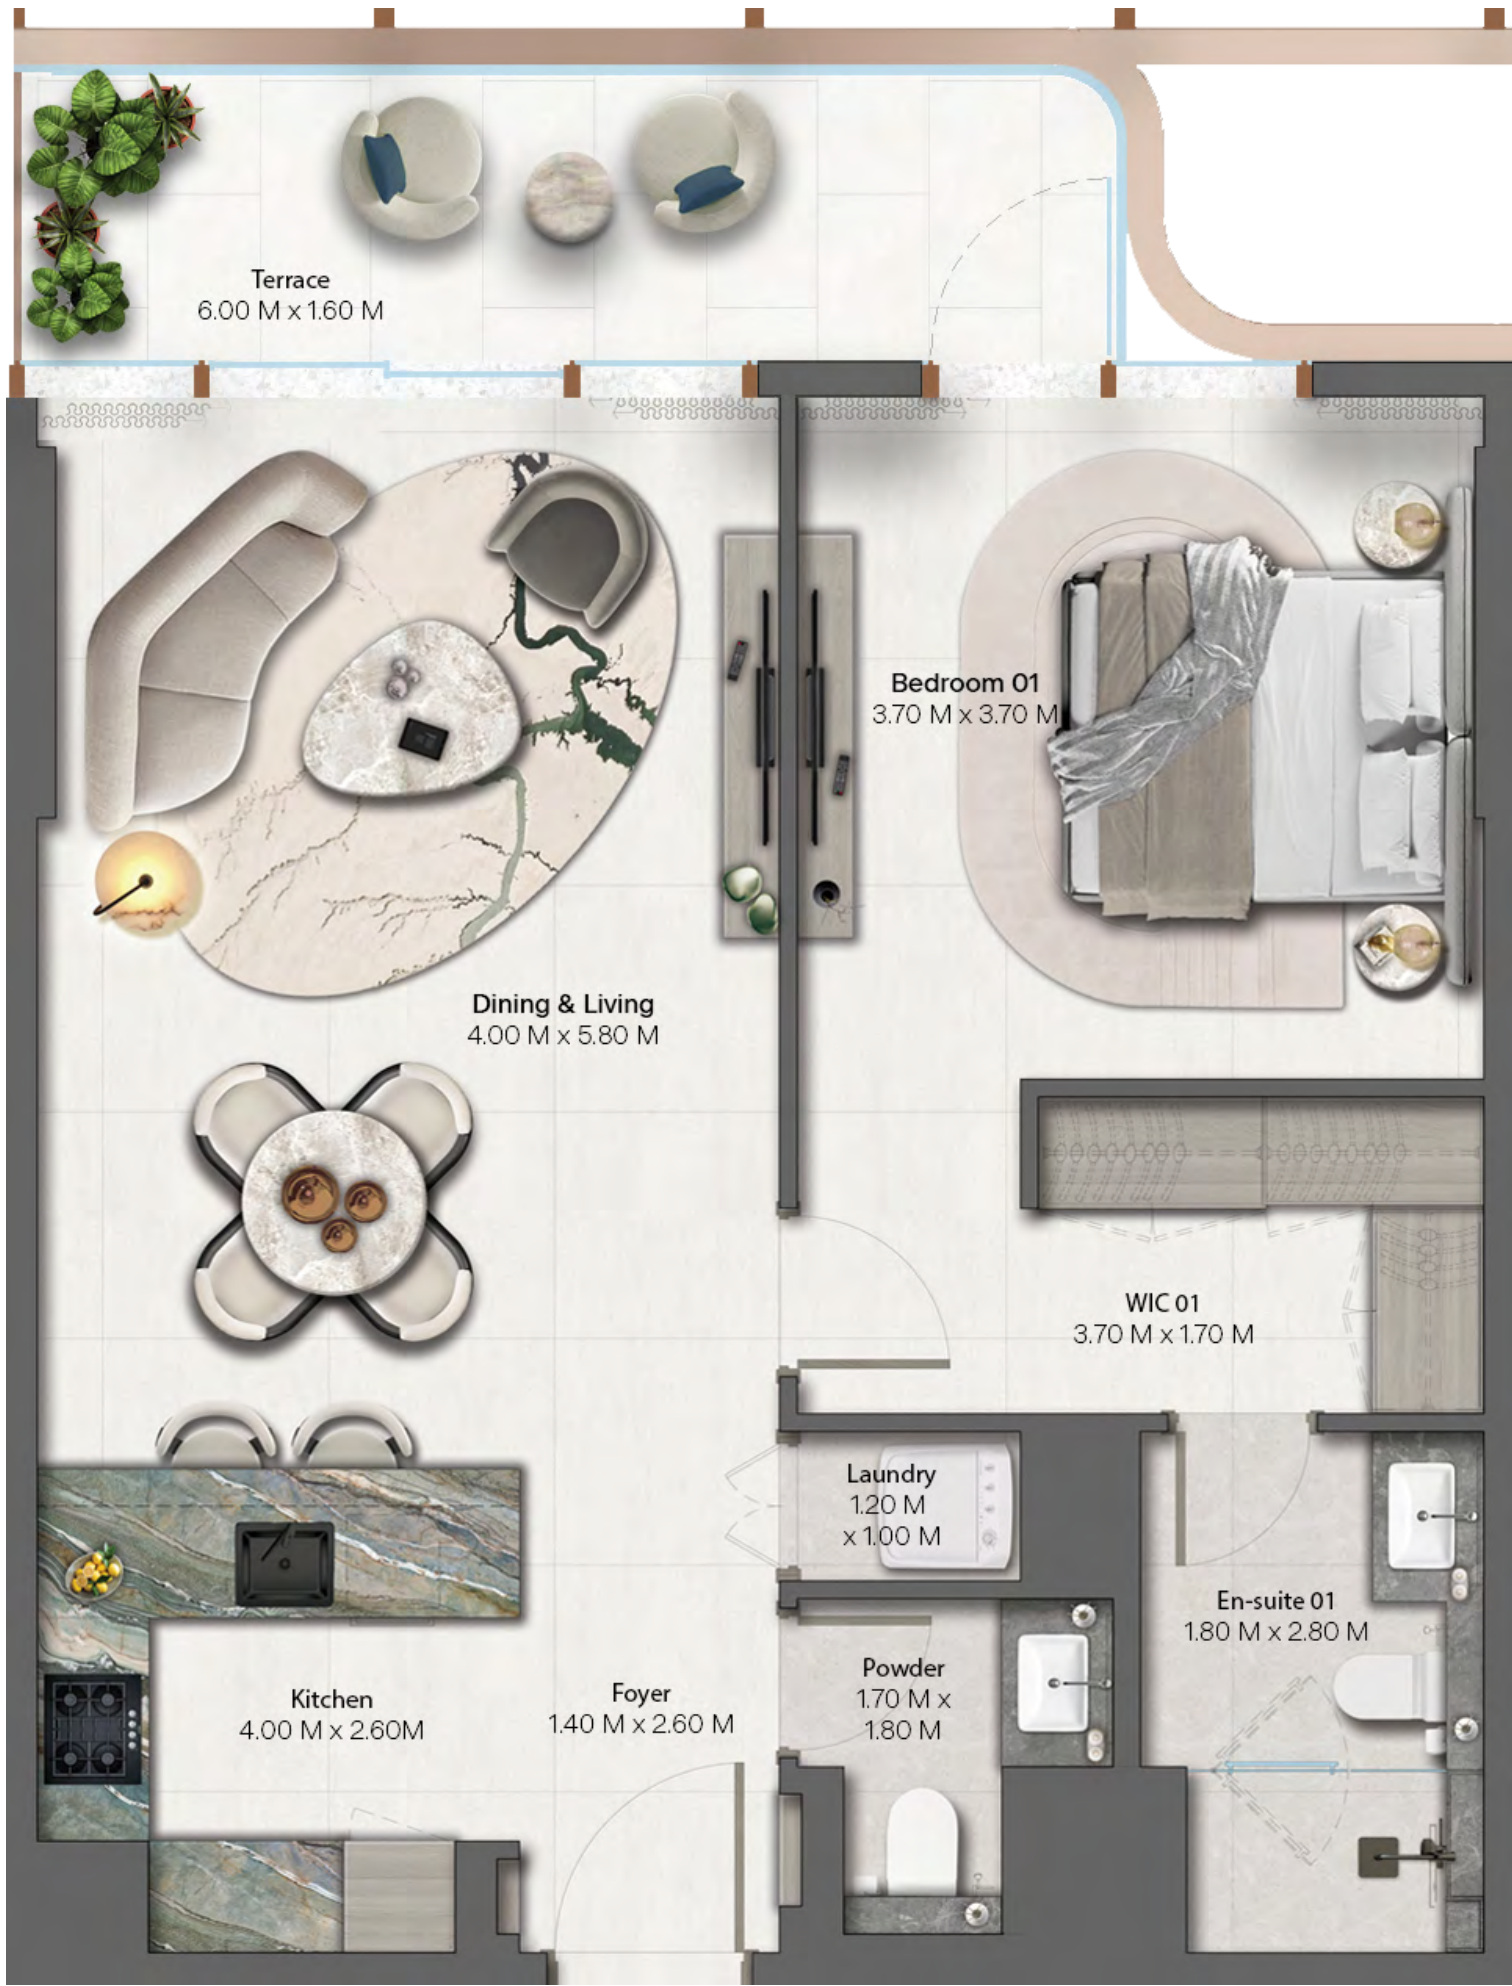 Terrace
6.00 M x 1.60 M
Bedroom 01
3.70 M x 3.70 M
Dining & Living
4.00 M x 5.80 M
WIC 01
3.70 M x 1.70 M
Laundry
1.20 M
x 1.00 M
En-suite 01
1.80 M x 2.80 M
Powder
1.70 M x
1.80 M
Foyer
1.40 M x 2.60 M
Kitchen
4.00 M x 2.60M